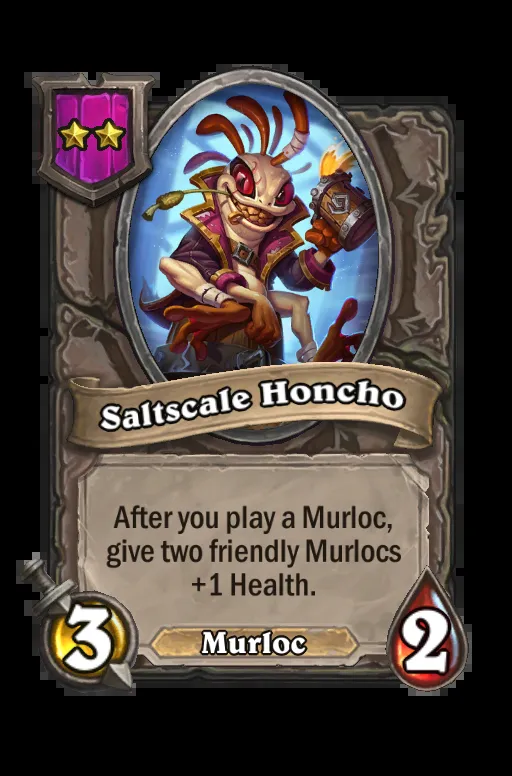 Saltscale Honcho
After you play a Murloc,
give two friendly Murlocs
+1 Health.
3
Murloc
2